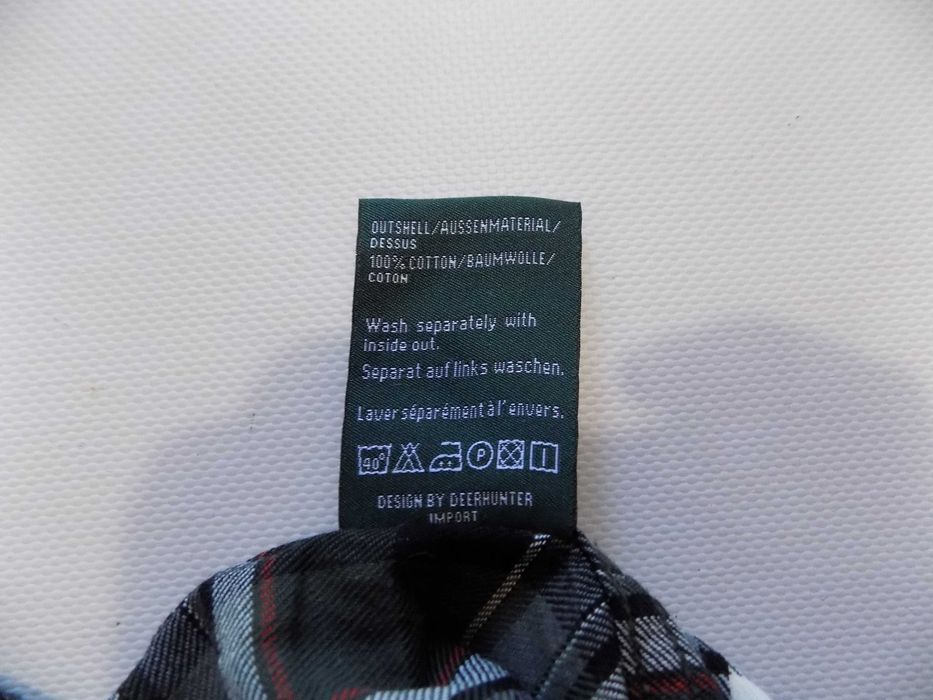 OUTSHELL/AUSSENMATERIAL/
DESSUS
100% COTTON/BAUMWOLLE/
COTON
Wash separately with
inside out.
Separat auf links waschen.
Laver séparément à l'envers.
40° P
DESIGN BY DEERHUNTER
IMPORT